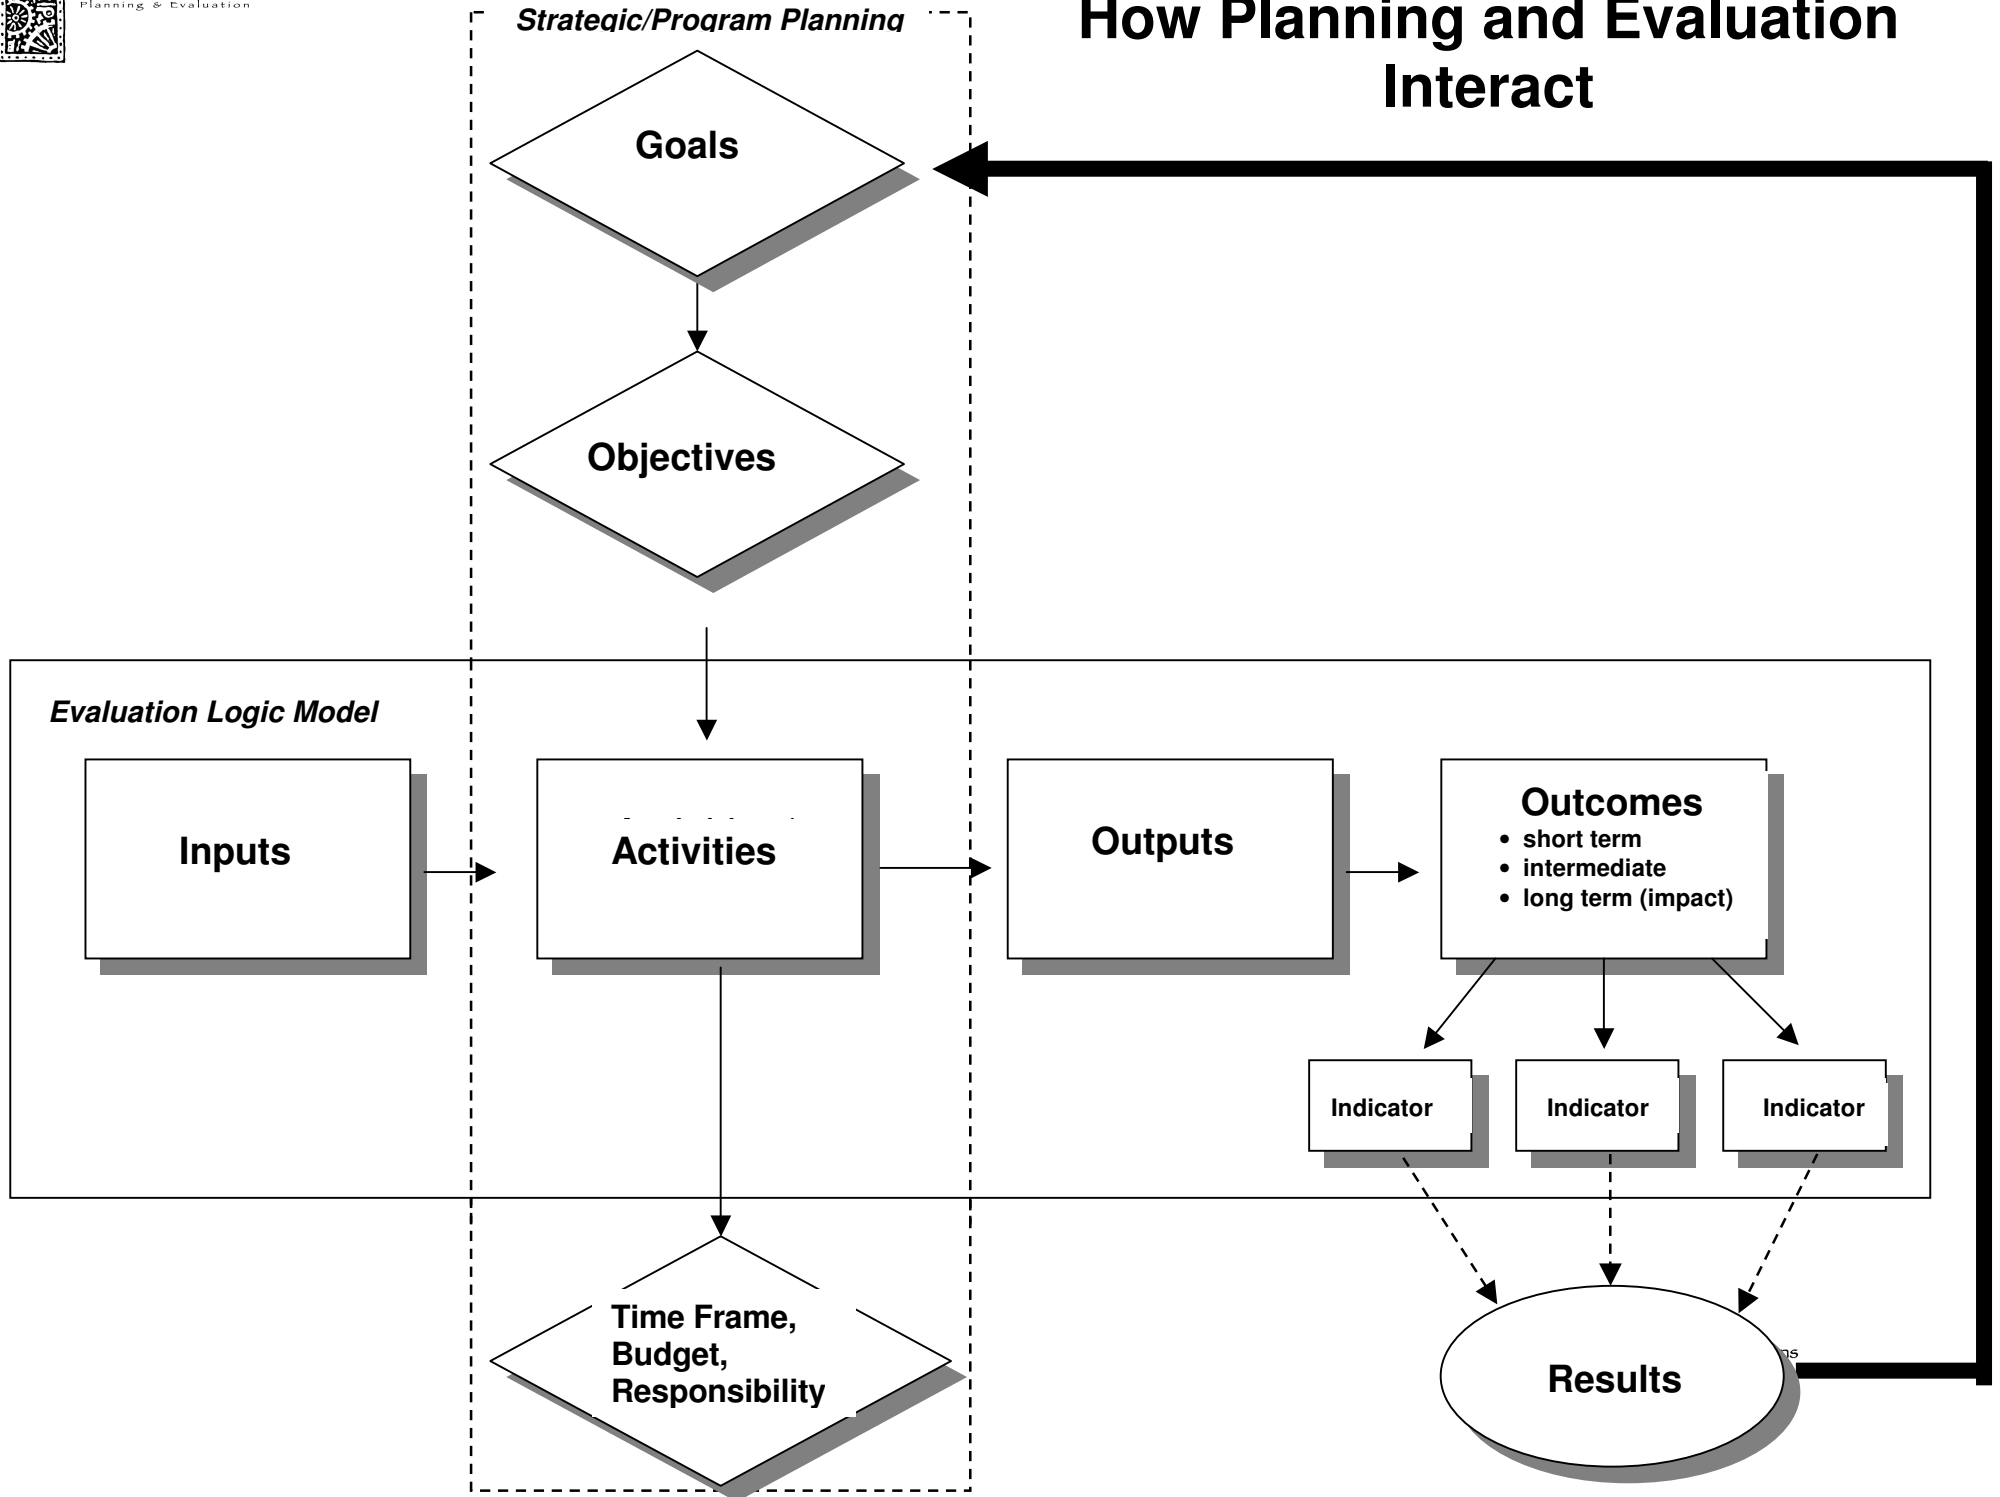 Planning & Evaluation
Strategic/Program Planning
How Planning and Evaluation
Interact
Goals
Objectives
Evaluation Logic Model
Inputs
Activities
Outputs
Outcomes
• short term
• intermediate
• long term (impact)
Indicator
Indicator
Indicator
Time Frame,
Budget,
Responsibility
Results